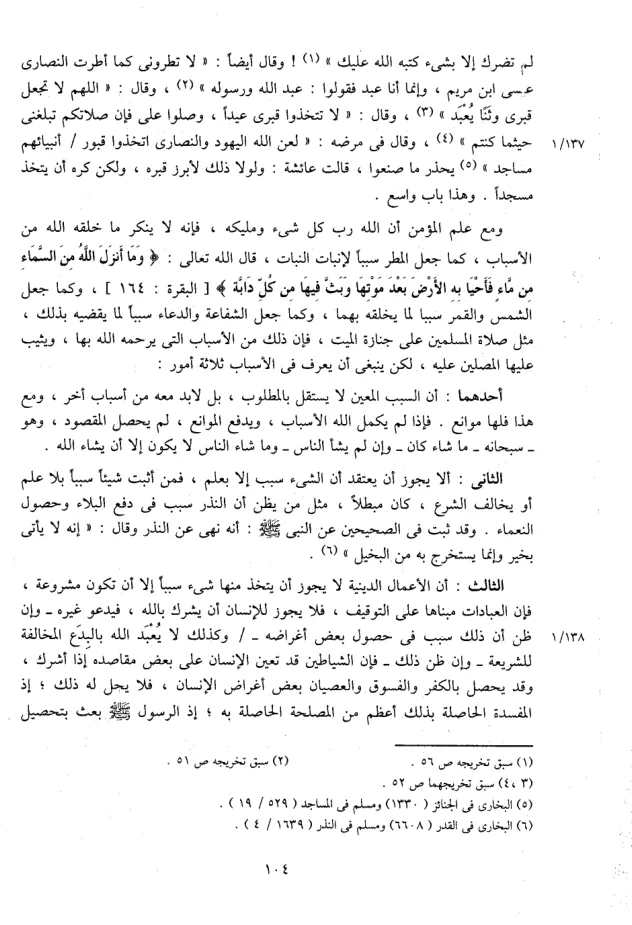 لم تضرك إلا بشىء كتبه الله عليك » (١) ! وقال أيضاً : « لا تطرونى كما أطرت النصارى
عيسى ابن مريم ، وإنما أنا عبد فقولوا : عبد الله ورسوله » (٢) ، وقال : « اللهم لا تجعل
قبرى وثنًا يُعْبَد » (٣) ، وقال : « لا تتخذوا قبرى عيداً ، وصلوا على فإن صلاتكم تبلغنى
حيثما كنتم » (٤) ، وقال فى مرضه : « لعن الله اليهود والنصارى اتخذوا قبور / أنبيائهم
١/١٣٧
مساجد » (٥) يحذر ما صنعوا ، قالت عائشة : ولولا ذلك لأبرز قبره ، ولكن كره أن يتخذ
مسجداً . وهذا باب واسع .
ومع علم المؤمن أن الله رب كل شىء ومليكه ، فإنه لا ينكر ما خلقه الله من
الأسباب ، كما جعل المطر سبباً لإنبات النبات ، قال الله تعالى : ﴿ وَمَا أَنزَلَ اللَّهُ مِنَ السَّمَاءِ
مِن مَّاءٍ فَأَحْيَا بِهِ الأَرْضَ بَعْدَ مَوْتِهَا وَبَثَّ فِيهَا مِن كُلِّ دَابَّةٍ ﴾ [ البقرة : ١٦٤ ] ، وكما جعل
الشمس والقمر سببا لما يخلقه بهما ، وكما جعل الشفاعة والدعاء سبباً لما يقضيه بذلك ،
مثل صلاة المسلمين على جنازة الميت ، فإن ذلك من الأسباب التى يرحمه الله بها ، ويثيب
عليها المصلين عليه ، لكن ينبغى أن يعرف فى الأسباب ثلاثة أمور :
أحدهما : أن السبب المعين لا يستقل بالمطلوب ، بل لابد معه من أسباب أخر ، ومع
هذا فلها موانع . فإذا لم يكمل الله الأسباب ، ويدفع الموانع ، لم يحصل المقصود ، وهو
ـ سبحانه ـ ما شاء كان ـ وإن لم يشأ الناس ـ وما شاء الناس لا يكون إلا أن يشاء الله .
الثانى : ألا يجوز أن يعتقد أن الشىء سبب إلا بعلم ، فمن أثبت شيئاً سبباً بلا علم
أو يخالف الشرع ، كان مبطلاً ، مثل من يظن أن النذر سبب فى دفع البلاء وحصول
النعماء . وقد ثبت فى الصحيحين عن النبى ﷺ : أنه نهى عن النذر وقال : « إنه لا يأتى
بخير وإنما يستخرج به من البخيل » (٦) .
الثالث : أن الأعمال الدينية لا يجوز أن يتخذ منها شىء سبباً إلا أن تكون مشروعة ،
فإن العبادات مبناها على التوقيف ، فلا يجوز للإنسان أن يشرك بالله ، فيدعو غيره ـ وإن
ظن أن ذلك سبب فى حصول بعض أغراضه ـ / وكذلك لا يُعْبَد الله بالبِدَع المخالفة
١/١٣٨
للشريعة ـ وإن ظن ذلك ـ فإن الشياطين قد تعين الإنسان على بعض مقاصده إذا أشرك ،
وقد يحصل بالكفر والفسوق والعصيان بعض أغراض الإنسان ، فلا يحل له ذلك ؛ إذ
المفسدة الحاصلة بذلك أعظم من المصلحة الحاصلة به ؛ إذ الرسول ﷺ بعث بتحصيل
(١) سبق تخريجه ص ٥٦ .
(٢) سبق تخريجه ص ٥١ .
(٣ ،٤) سبق تخريجهما ص ٥٢ .
(٥) البخارى فى الجنائز ( ١٣٣٠) ومسلم فى المساجد ( ٥٢٩ / ١٩ ) .
(٦) البخارى فى القدر (٦٦٠٨) ومسلم فى النذر ( ١٦٣٩ / ٤ ) .
١٠٤